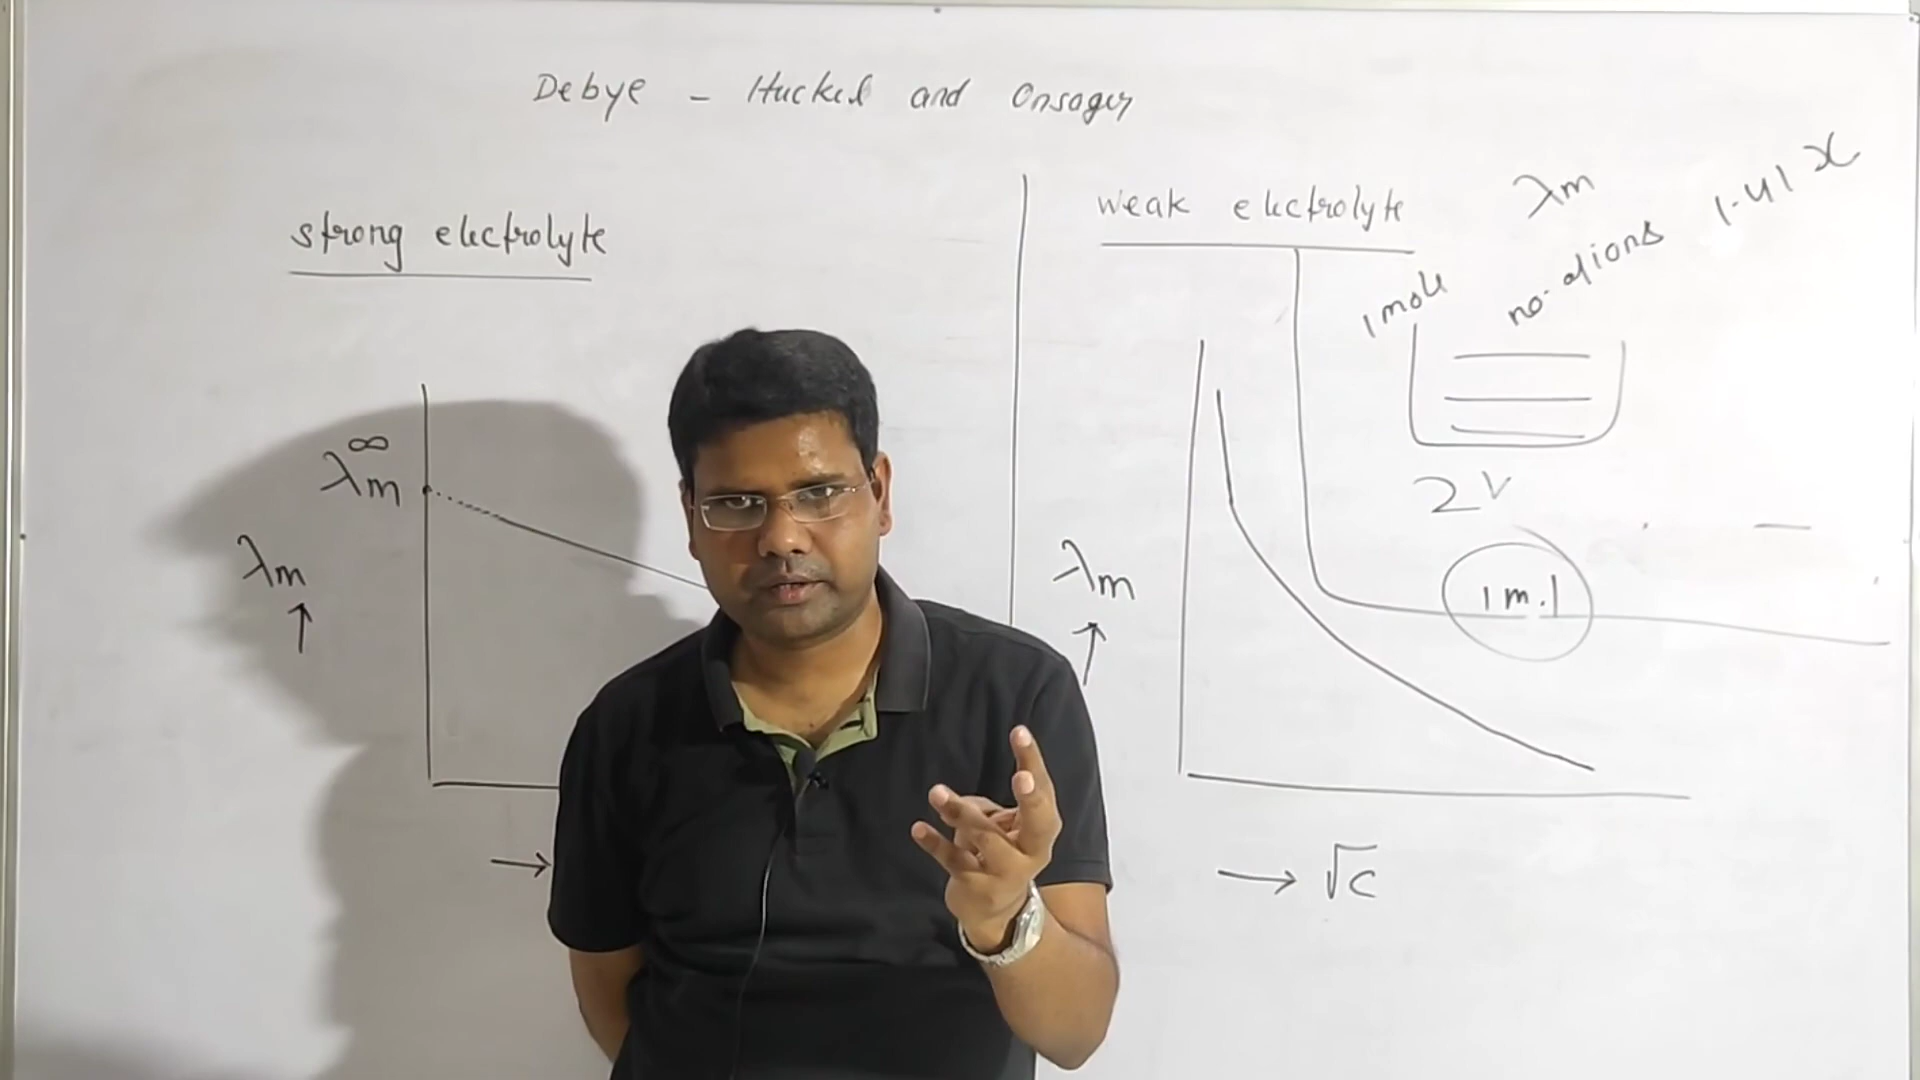 Debye - Huckel and Onsager
strong electrolyte
λm∞
λm
↑
→
weak electrolyte
λm
1 mole
no. of ions 1.41 x
2V
1 ml
λm
↑
→ √c